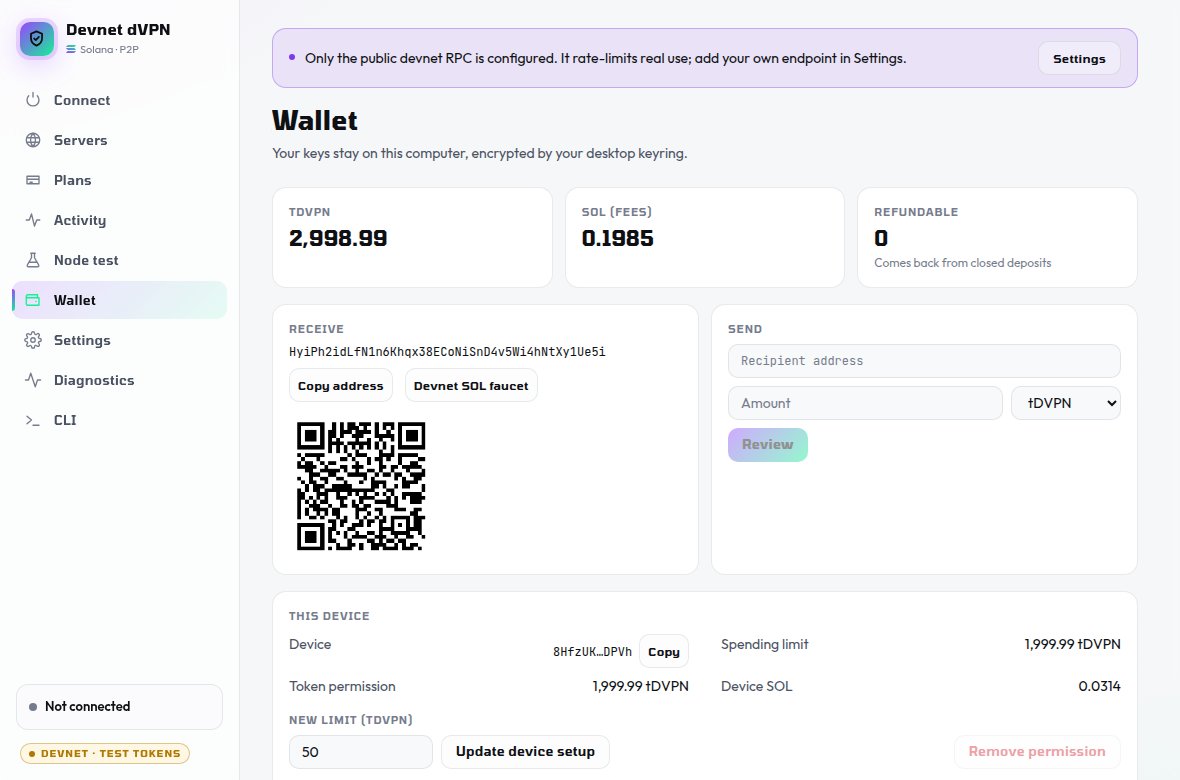 Devnet dVPN
Solana · P2P
Connect
Servers
Plans
Activity
Node test
Wallet
Settings
Diagnostics
CLI
Not connected
DEVNET · TEST TOKENS
Only the public devnet RPC is configured. It rate-limits real use; add your own endpoint in Settings.
Settings
Wallet
Your keys stay on this computer, encrypted by your desktop keyring.
TDVPN
2,998.99
SOL (FEES)
0.1985
REFUNDABLE
0
Comes back from closed deposits
RECEIVE
HyiPh2idLfN1n6Khqx38ECoNiSnD4v5Wi4hNtXy1Ue5i
Copy address
Devnet SOL faucet
SEND
Recipient address
Amount
tDVPN
Review
THIS DEVICE
Device
8HfzUK…DPVh
Copy
Spending limit
1,999.99 tDVPN
Token permission
1,999.99 tDVPN
Device SOL
0.0314
NEW LIMIT (TDVPN)
50
Update device setup
Remove permission